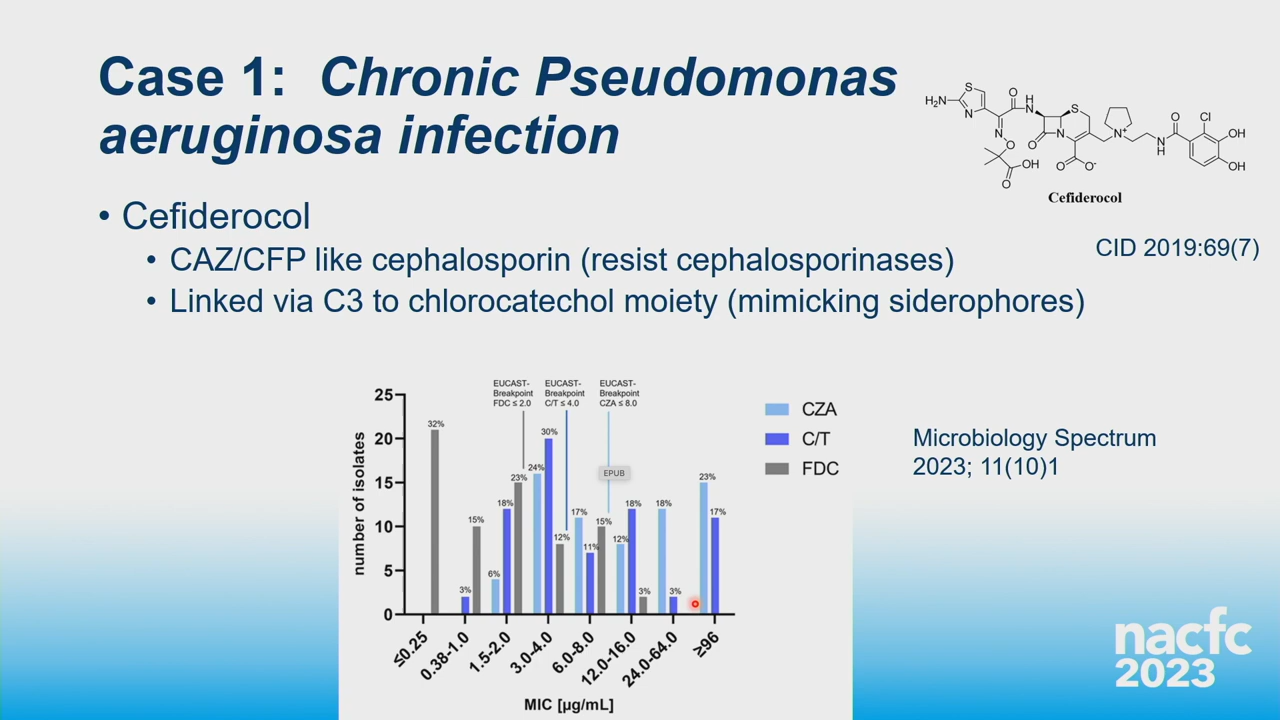 Case 1: Chronic Pseudomonas
aeruginosa infection
S
H₂N
N
O
H
N
S
N
O
O
OH
O
N
O
O
O-
N+
N
H
O
Cl
OH
OH
Cefiderocol
CID 2019:69(7)
• Cefiderocol
• CAZ/CFP like cephalosporin (resist cephalosporinases)
• Linked via C3 to chlorocatechol moiety (mimicking siderophores)
EUCAST-
Breakpoint
FDC ≤ 2.0
EUCAST-
Breakpoint
C/T ≤ 4.0
EUCAST-
Breakpoint
CZA ≤ 8.0
number of isolates
25
20
15
10
5
0
32%
3%
15%
6%
18%
23%
24%
30%
12%
17%
11%
15%
12%
18%
3%
18%
3%
23%
17%
EPUB
≤0.25
0.38-1.0
1.5-2.0
3.0-4.0
6.0-8.0
12.0-16.0
24.0-64.0
≥96
MIC [µg/mL]
CZA
C/T
FDC
Microbiology Spectrum
2023; 11(10)1
nacfc
2023